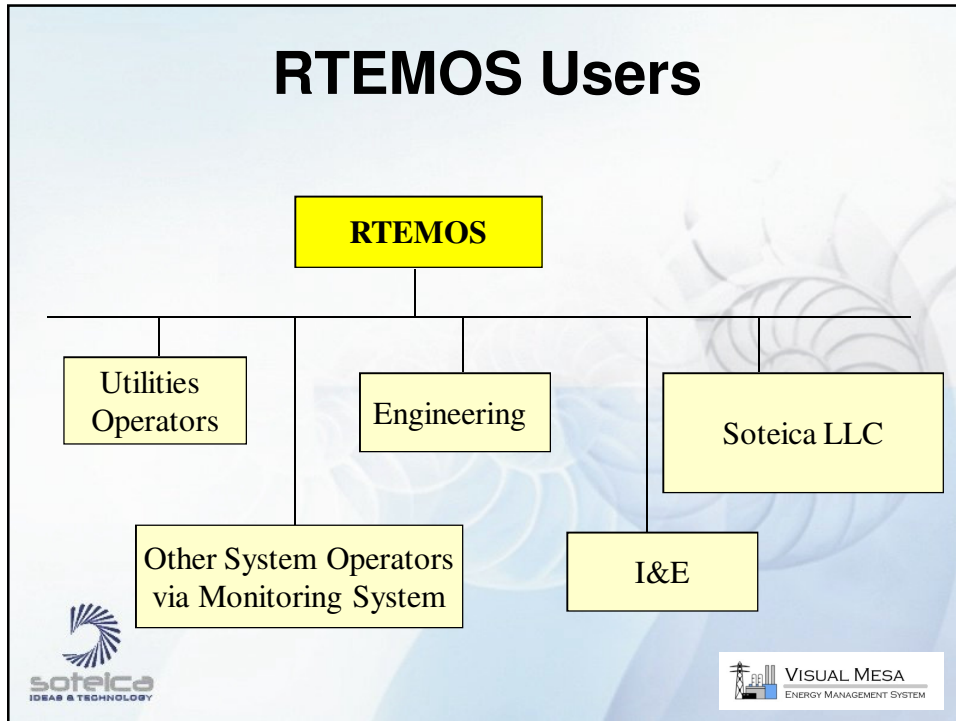 RTEMOS Users
RTEMOS
Utilities
Operators
Engineering
Soteica LLC
Other System Operators
via Monitoring System
I&E
soteica
IDEAS & TECHNOLOGY
VISUAL MESA
ENERGY MANAGEMENT SYSTEM